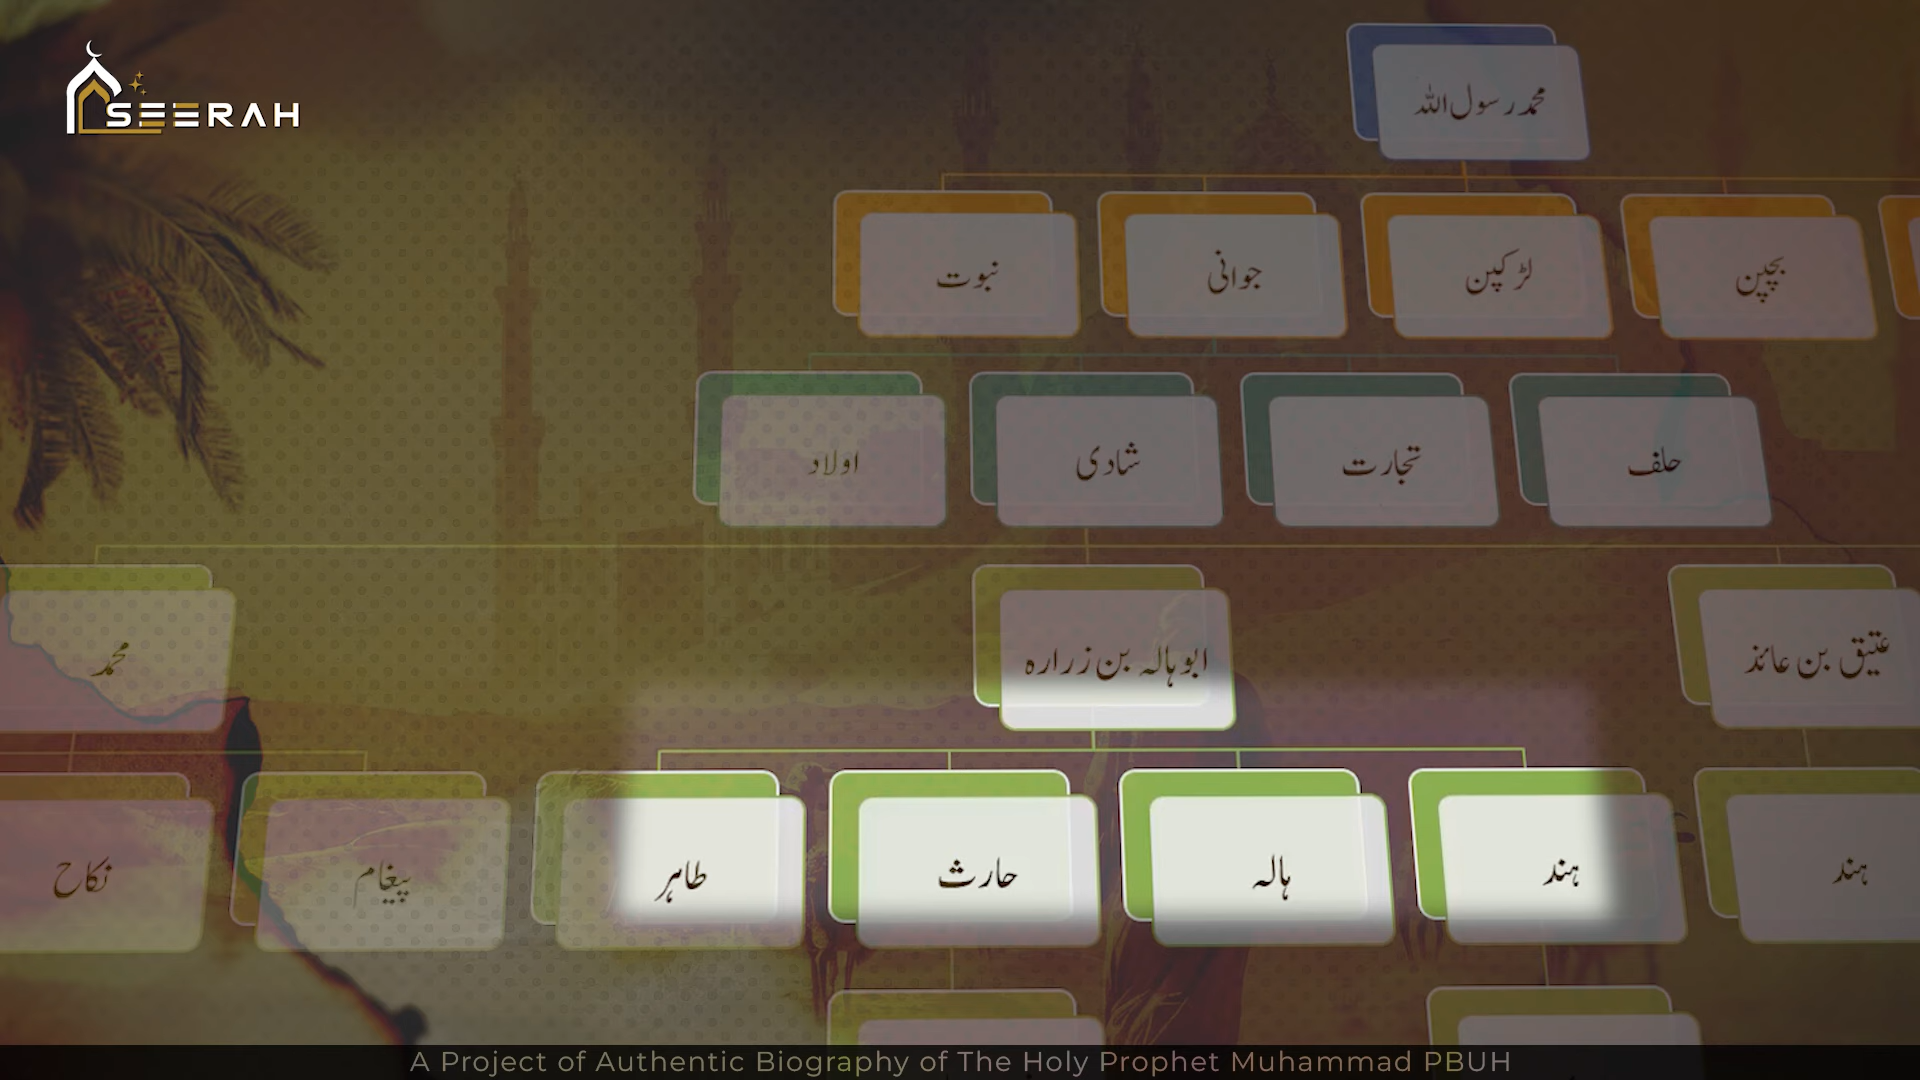 SEERAH
محمد رسول اللہ
بچپن
لڑکپن
جوانی
نبوت
حلف
تجارت
شادی
اولاد
عتیق بن عائذ
ابوہالہ بن زرارہ
محمد
ہند
ہند
ہالہ
حارث
طاہر
پیغام
نکاح
A Project of Authentic Biography of The Holy Prophet Muhammad PBUH